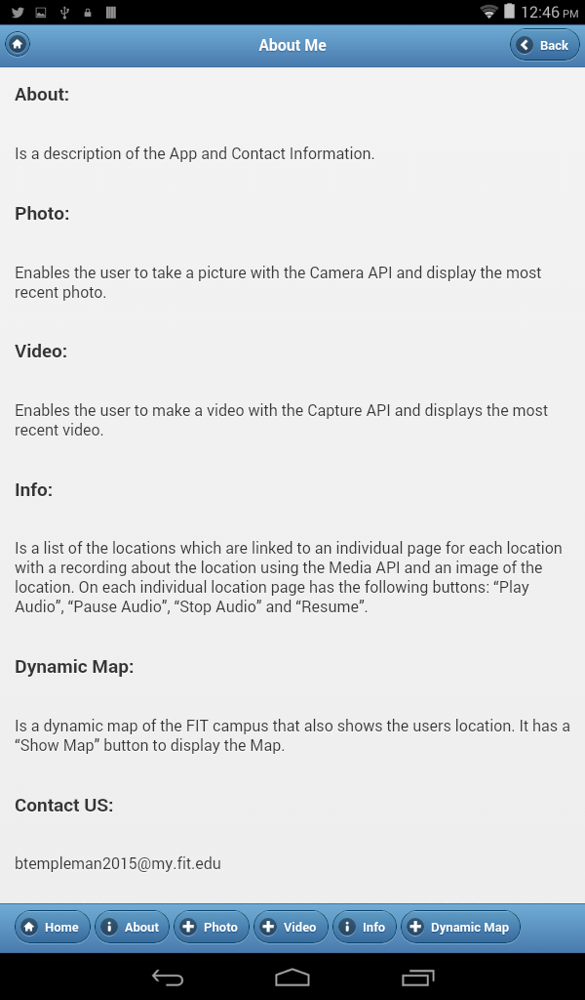 12:46 PM
About Me
Back
About:
Is a description of the App and Contact Information.
Photo:
Enables the user to take a picture with the Camera API and display the most
recent photo.
Video:
Enables the user to make a video with the Capture API and displays the most
recent video.
Info:
Is a list of the locations which are linked to an individual page for each location
with a recording about the location using the Media API and an image of the
location. On each individual location page has the following buttons: “Play
Audio”, “Pause Audio”, “Stop Audio” and “Resume”.
Dynamic Map:
Is a dynamic map of the FIT campus that also shows the users location. It has a
“Show Map” button to display the Map.
Contact US:
btempleman2015@my.fit.edu
Home About Photo Video Info Dynamic Map